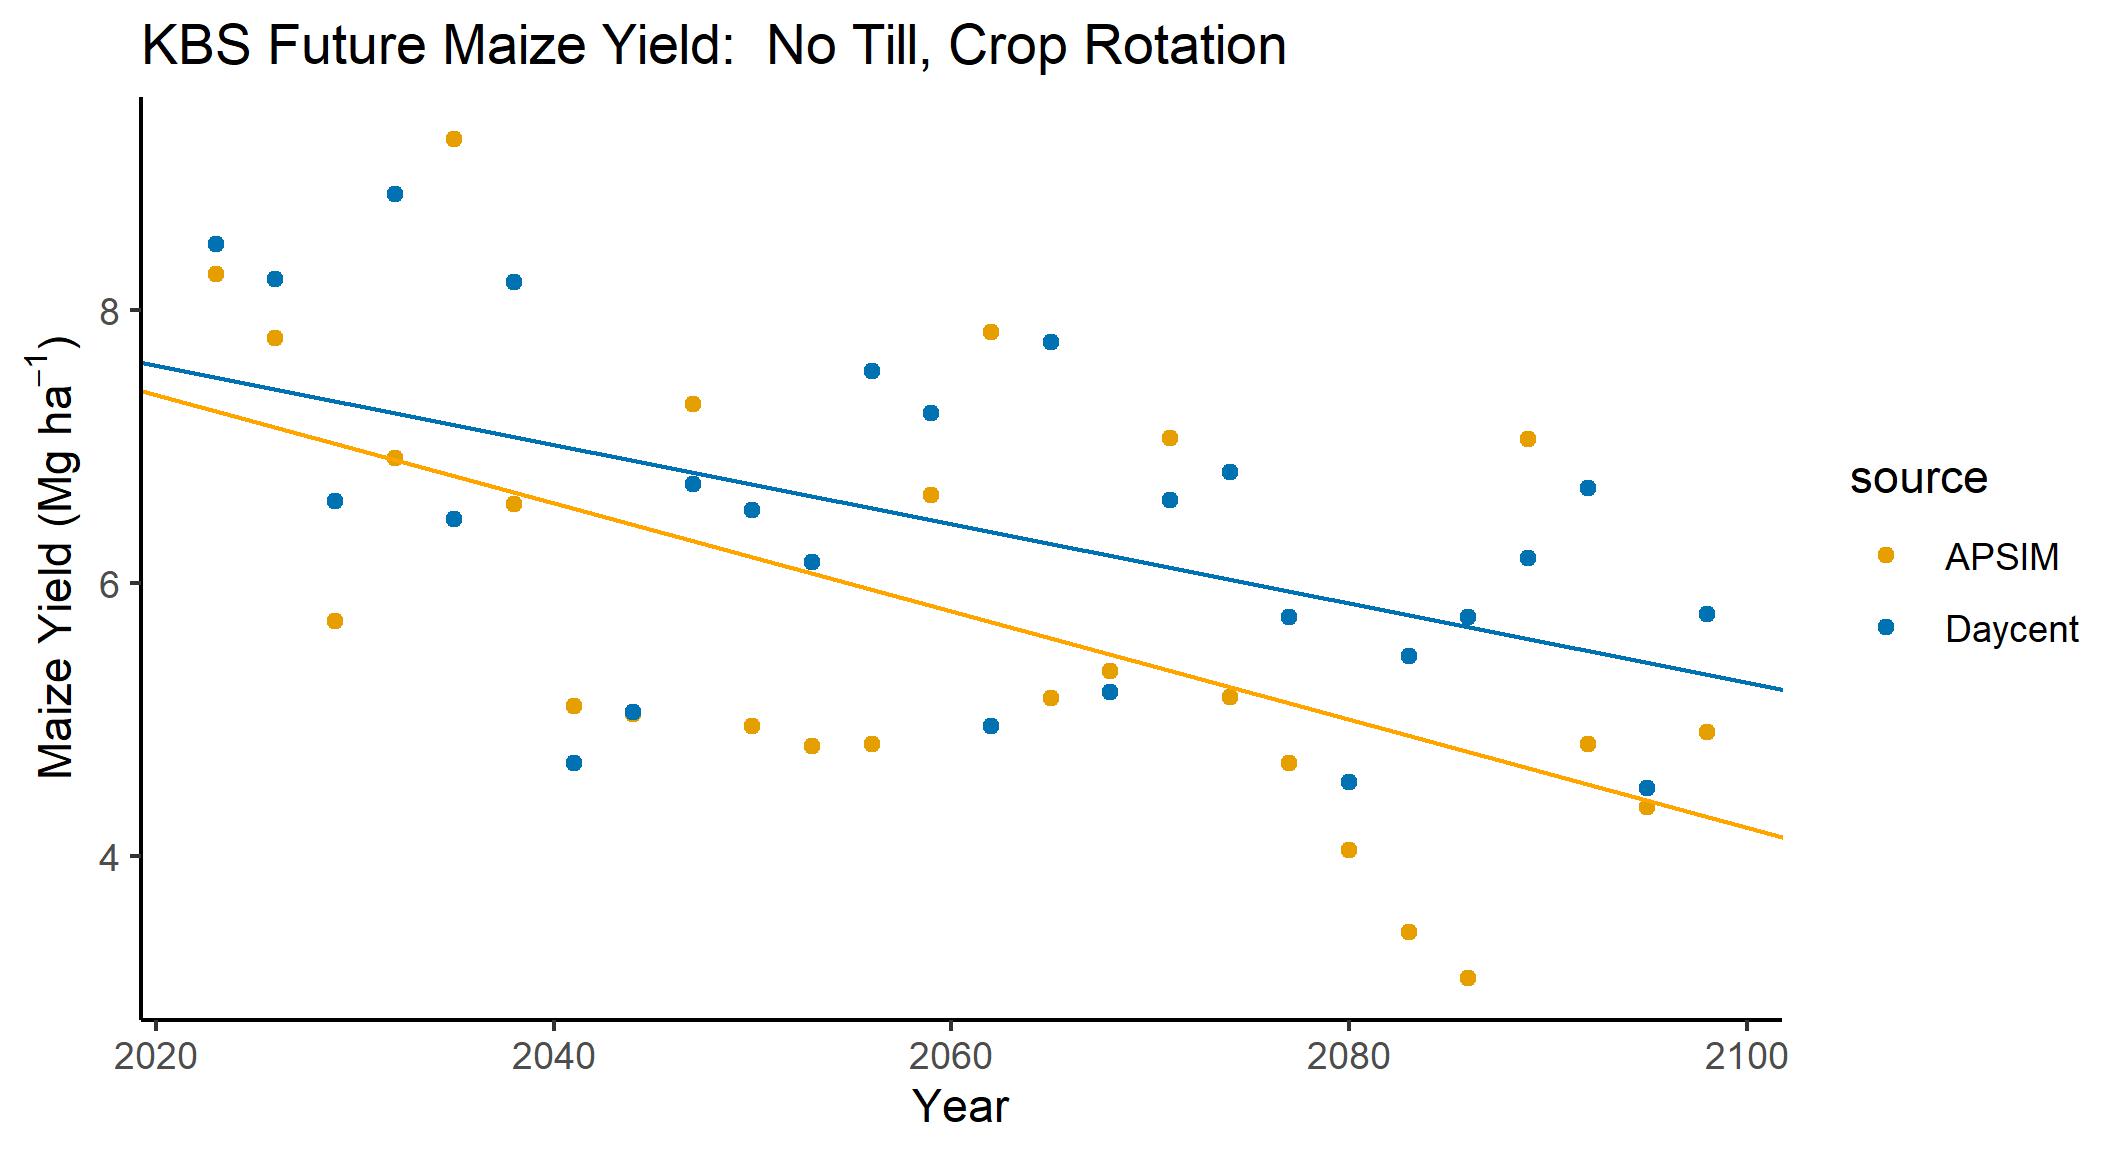 KBS Future Maize Yield:  No Till, Crop Rotation
Maize Yield (Mg ha⁻¹)
8
6
4
2020 2040 2060 2080 2100
Year
source
APSIM
Daycent